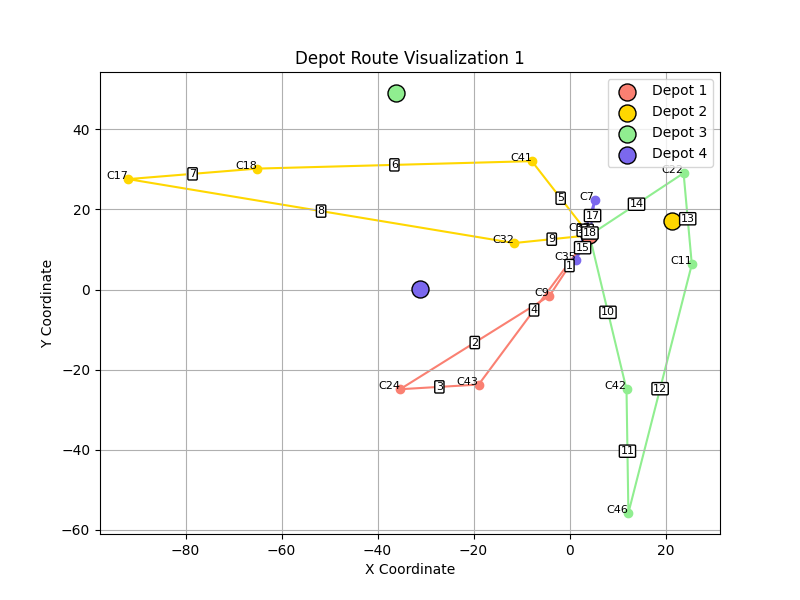 Depot Route Visualization 1
Depot 1
Depot 2
Depot 3
Depot 4
Y Coordinate
40
20
0
−20
−40
−60
C17
7
C18
6
C41
5
8
C32
9
C7
17
18
15
C35
1
C9
4
2
C24
3
C43
C22
14
13
C11
10
C42
12
11
C46
−80
−60
−40
−20
0
20
X Coordinate